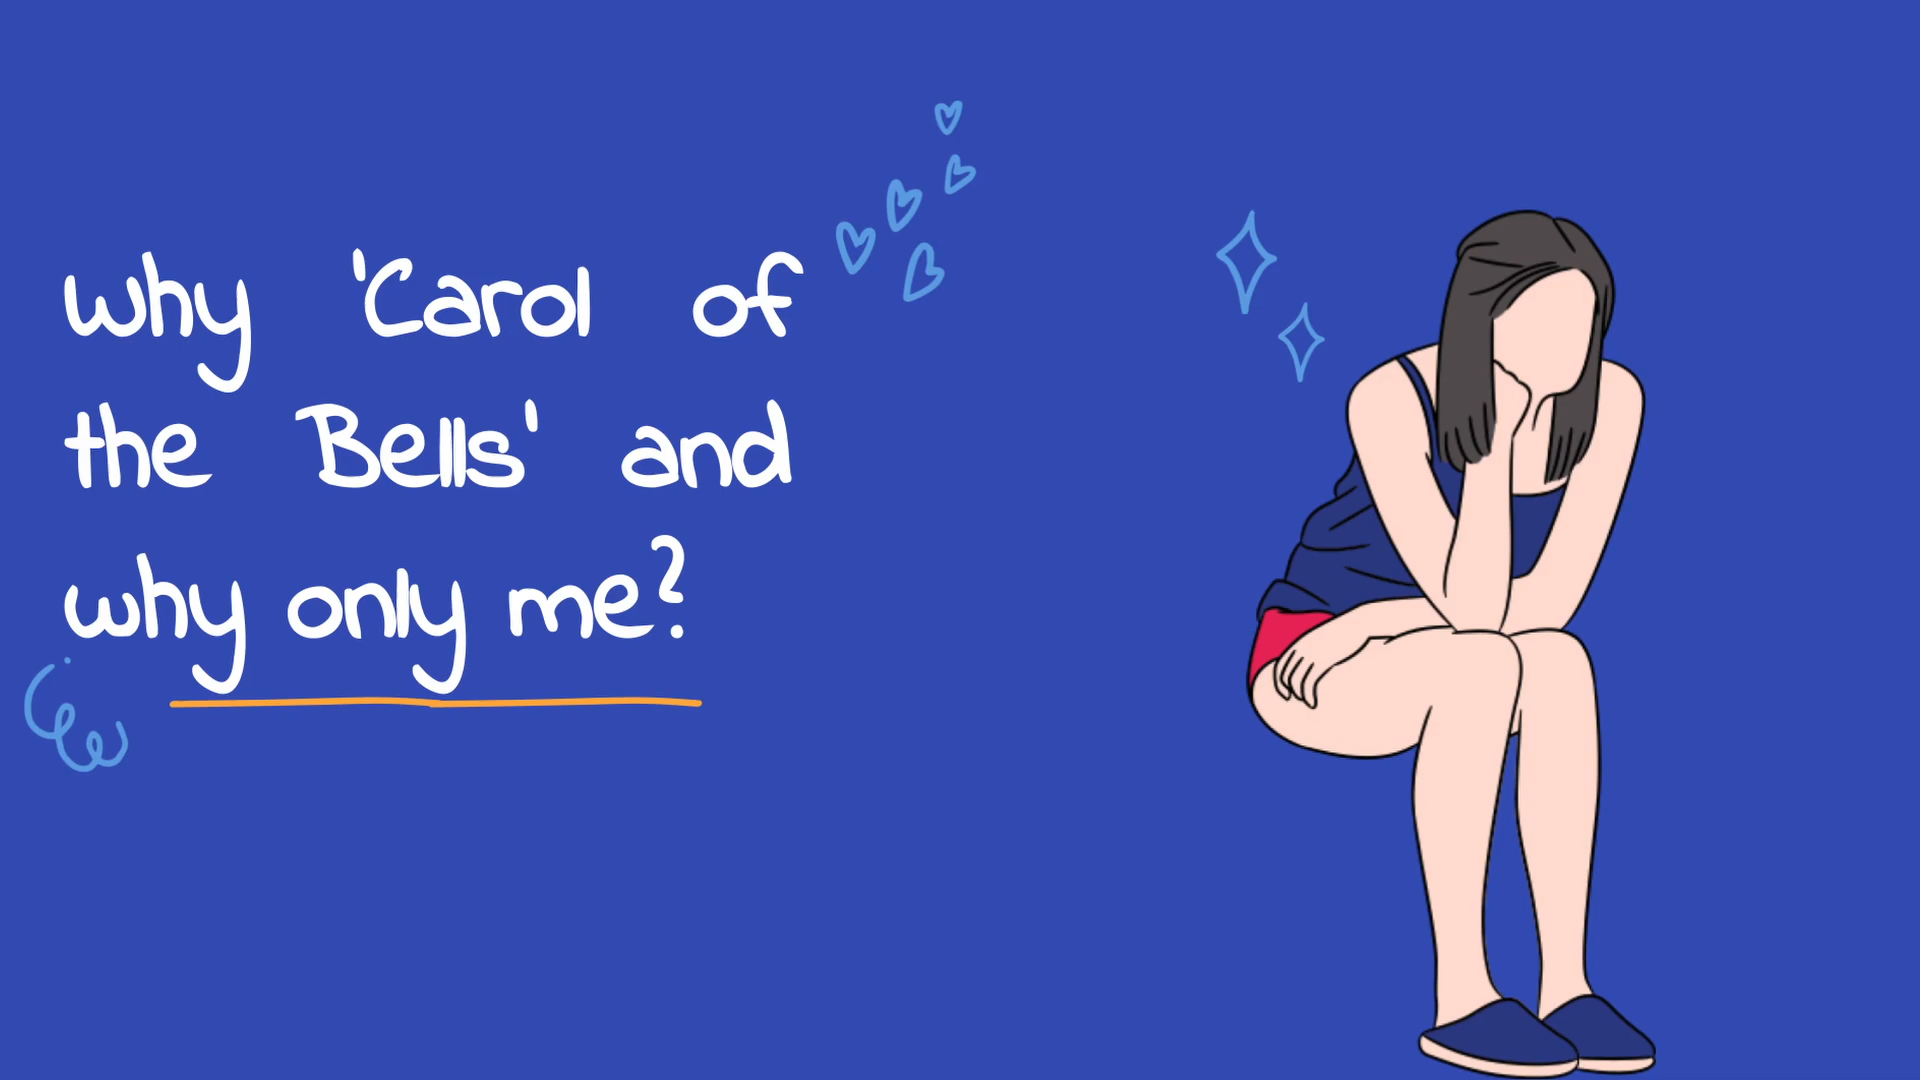 Why 'Carol of
the Bells' and
why only me?